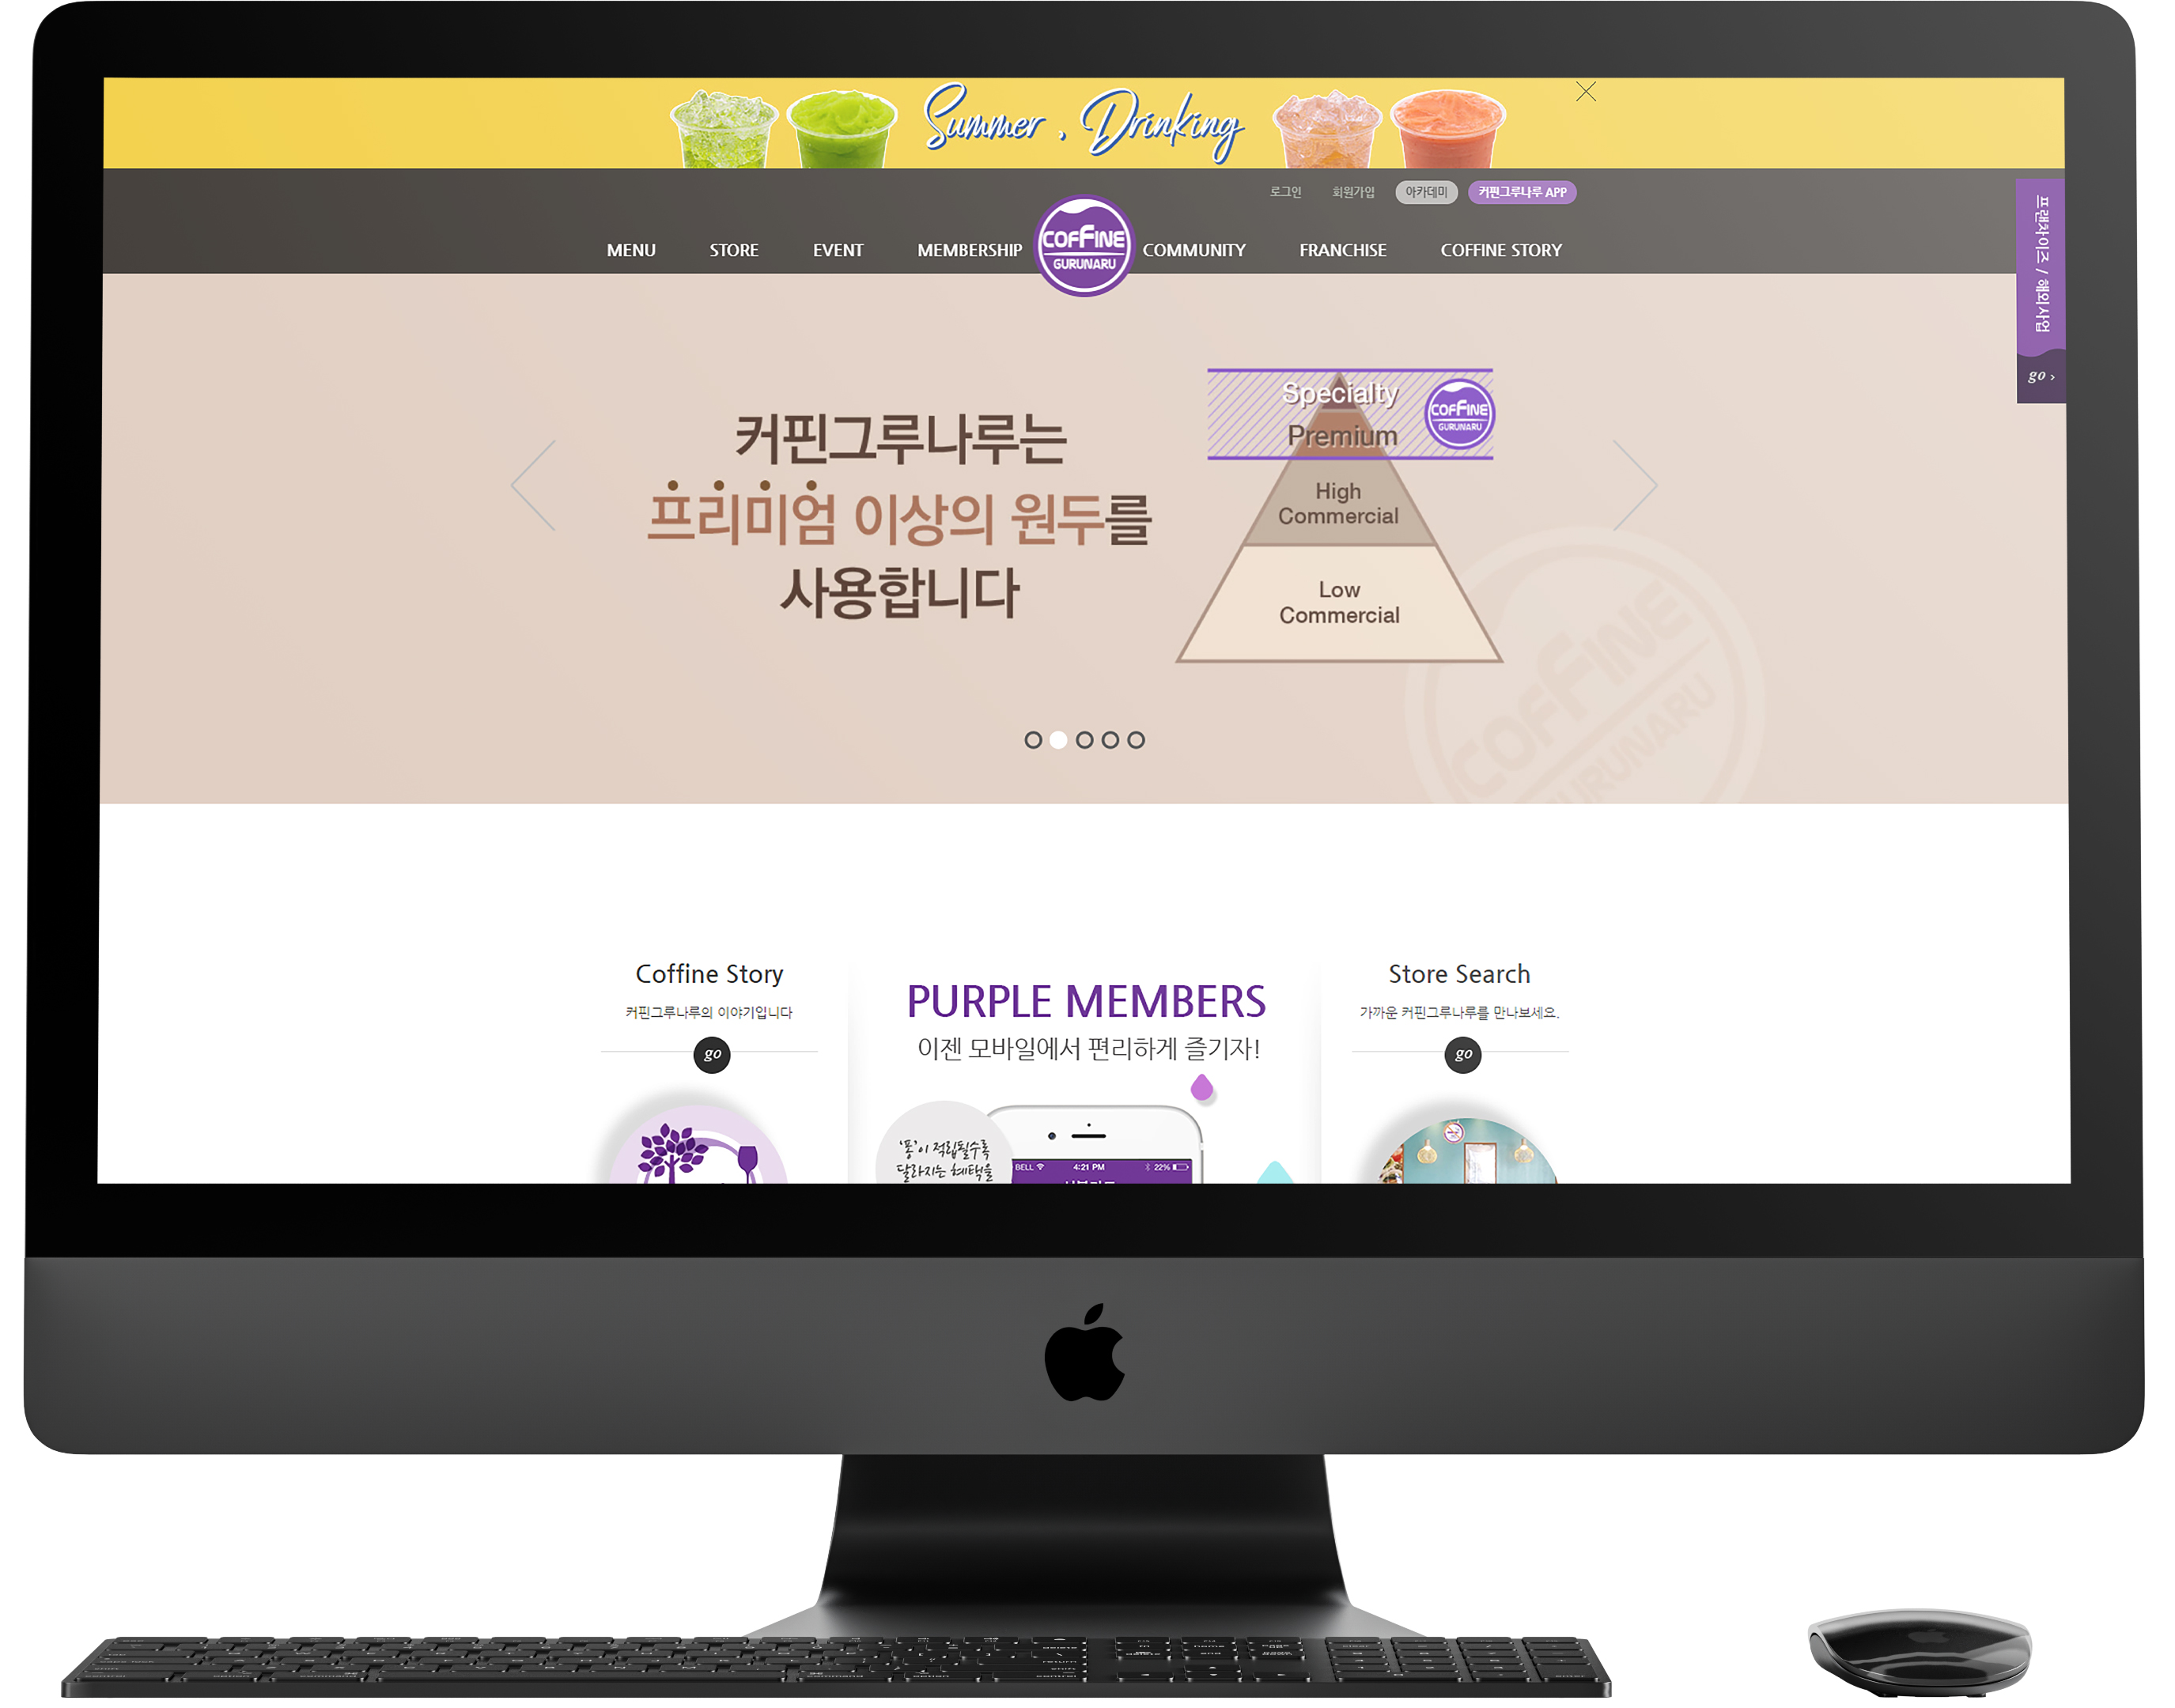 Summer . Drinking
로그인 회원가입 아카데미 커핀그루나루 APP
MENU STORE EVENT MEMBERSHIP COFFINE GURUNARU COMMUNITY FRANCHISE COFFINE STORY
프랜차이즈 / 해외사업
go ›
커핀그루나루는
프리미엄 이상의 원두를
사용합니다
Specialty
Premium
COFFINE
GURUNARU
High
Commercial
Low
Commercial
COFFINE
GURUNARU
Coffine Story
커핀그루나루의 이야기입니다
go
PURPLE MEMBERS
이젠 모바일에서 편리하게 즐기자!
'퐁'이 적립될수록
달라지는 혜택을
BELL 4:21 PM 22%
Store Search
가까운 커핀그루나루를 만나보세요.
go